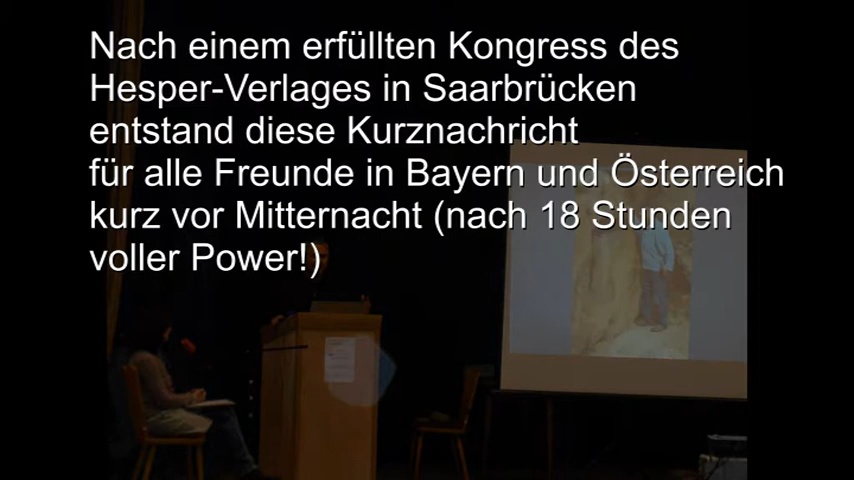 Nach einem erfüllten Kongress des
Hesper-Verlages in Saarbrücken
entstand diese Kurznachricht
für alle Freunde in Bayern und Österreich
kurz vor Mitternacht (nach 18 Stunden
voller Power!)